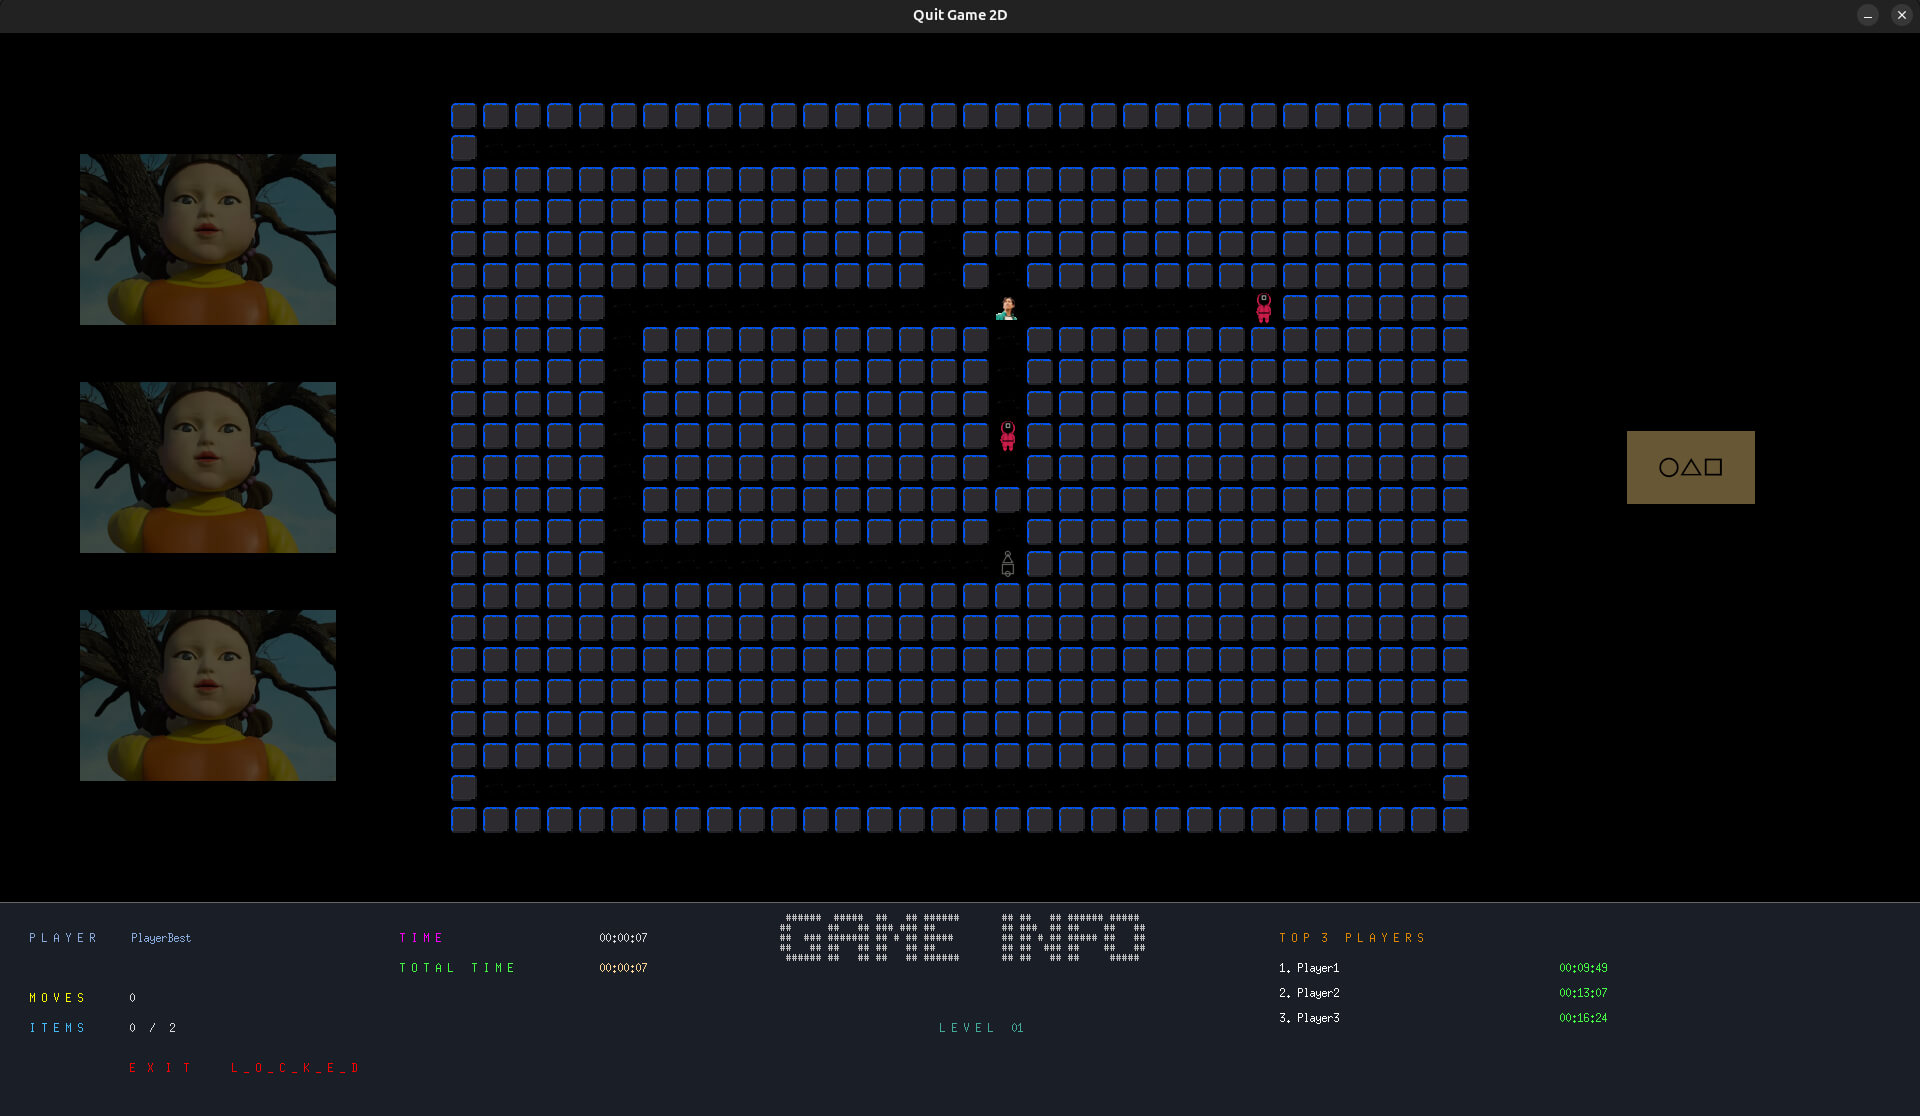 Quit Game 2D
GAME INFO
PLAYER PlayerBest
TIME 00:00:07
TOP 3 PLAYERS
TOTAL TIME 00:00:07
1. Player1 00:09:49
2. Player2 00:13:07
MOVES 0
3. Player3 00:16:24
ITEMS 0 / 2
LEVEL 01
EXIT L_O_C_K_E_D